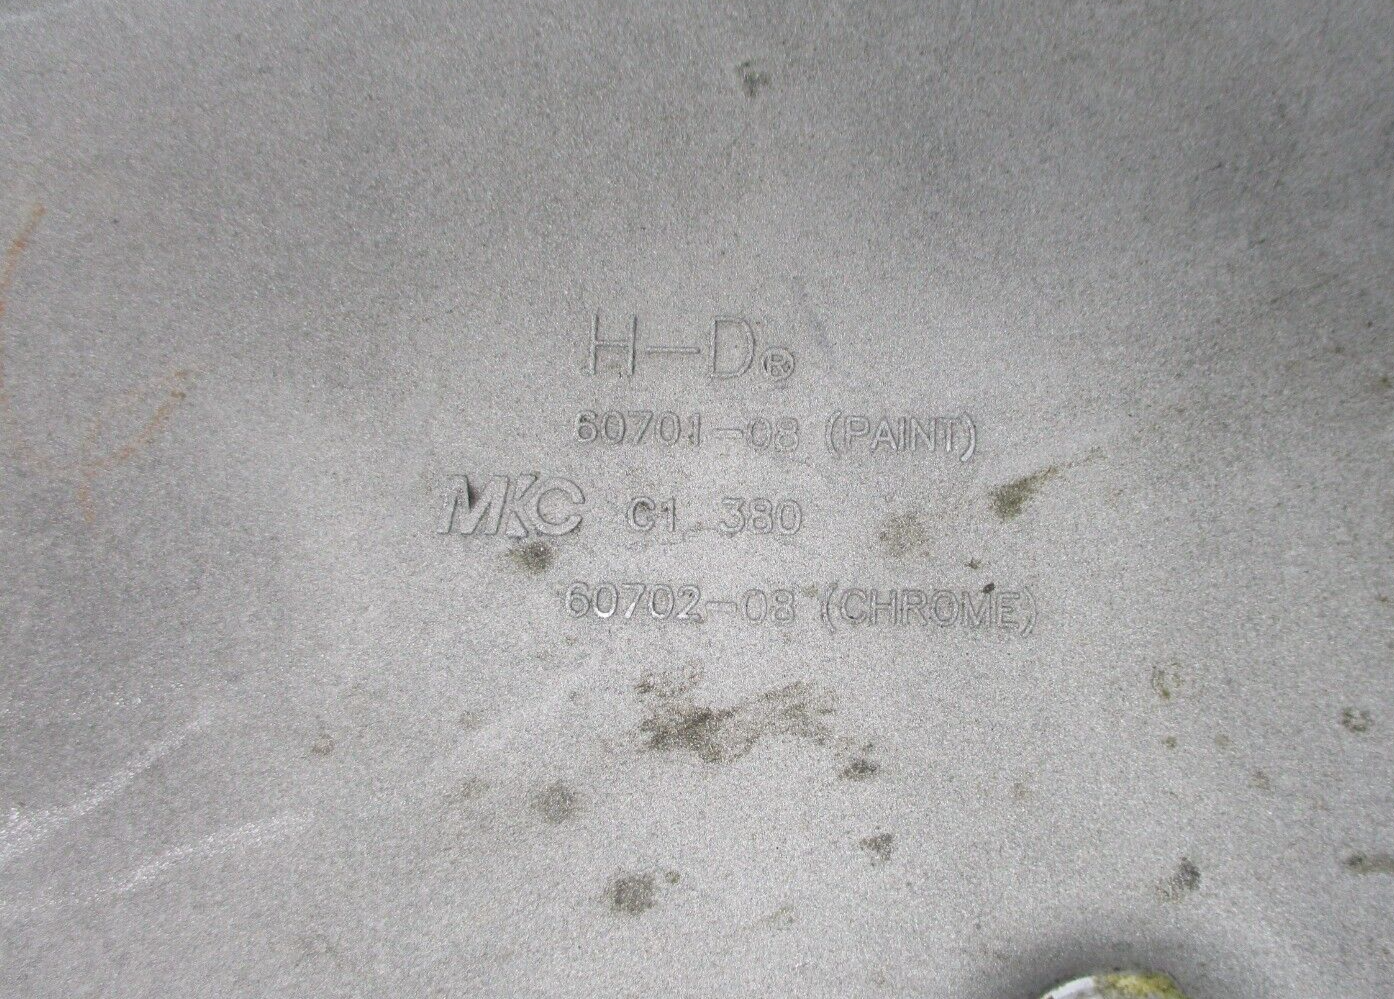 H-D®
60701-08 (PAINT)
MKC C1 380
60702-08 (CHROME)